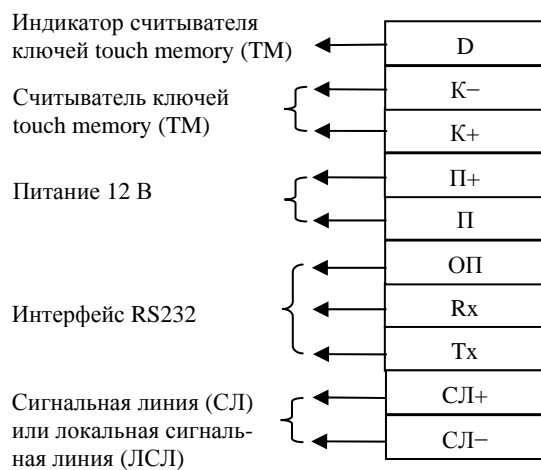 Индикатор считывателя
ключей touch memory (ТМ)
D
Считыватель ключей
touch memory (ТМ)
К−
К+
Питание 12 В
П+
П
Интерфейс RS232
ОП
Rx
Tx
Сигнальная линия (СЛ)
или локальная сигналь-
ная линия (ЛСЛ)
СЛ+
СЛ−